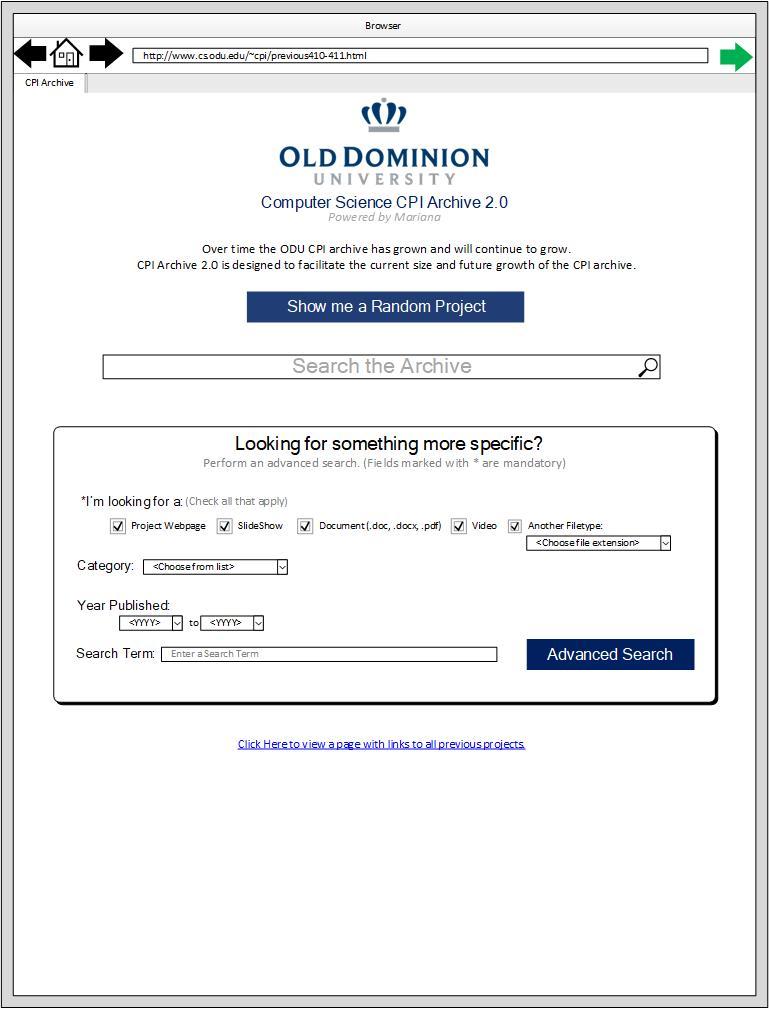 Browser
http://www.cs.odu.edu/~cpi/previous410-411.html
CPI Archive
OLD DOMINION
UNIVERSITY
Computer Science CPI Archive 2.0
Powered by Mariana
Over time the ODU CPI archive has grown and will continue to grow.
CPI Archive 2.0 is designed to facilitate the current size and future growth of the CPI archive.
Show me a Random Project
Search the Archive
Looking for something more specific?
Perform an advanced search. (Fields marked with * are mandatory)
*I'm looking for a: (Check all that apply)
Project Webpage SlideShow Document (.doc, .docx, .pdf) Video Another Filetype:
<Choose file extension>
Category: <Choose from list>
Year Published:
<YYYY> to <YYYY>
Search Term: Enter a Search Term Advanced Search
Click Here to view a page with links to all previous projects.